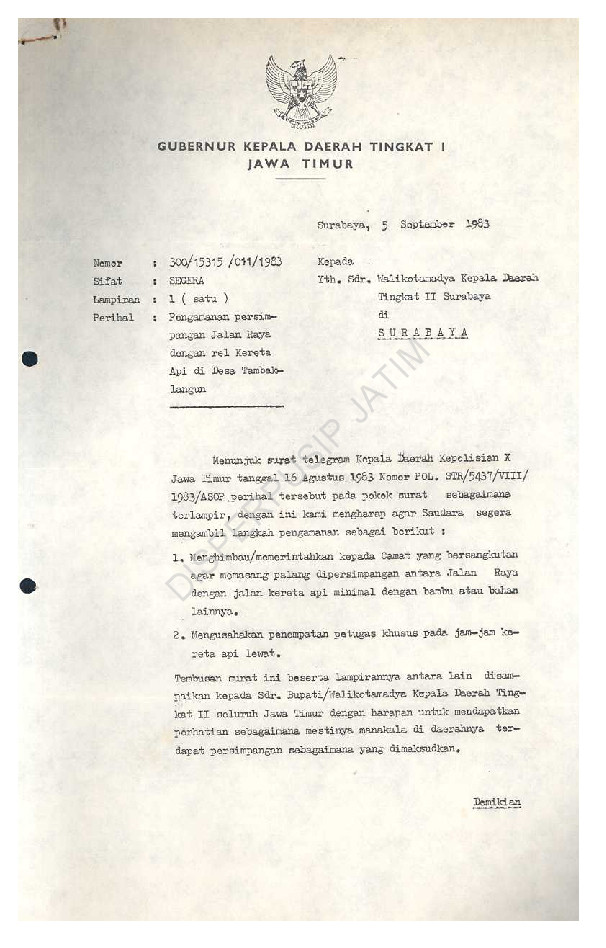 GUBERNUR KEPALA DAERAH TINGKAT I
JAWA TIMUR
Surabaya, 5 September 1983
Nomor : 300/15315 /011/1983
Sifat : SEGERA
Lampiran : 1 ( satu )
Perihal : Pengamanan persim-
pangan Jalan Raya
dengan rel Kereta
Api di Desa Tambak-
langun
Kepada
Yth. Sdr. Walikotamadya Kepala Daerah
Tingkat II Surabaya
di
SURABAYA
Menunjuk surat telegram Kepala Daerah Kepolisian X
Jawa Timur tanggal 16 Agustus 1983 Nomor POL. STR/5437/VIII/
1983/ASOP perihal tersebut pada pokok surat sebagaimana
terlampir, dengan ini kami mengharap agar Saudara segera
mengambil langkah pengamanan sebagai berikut :
1. Menghimbau/memerintahkan kepada Camat yang bersangkutan
agar memasang palang dipersimpangan antara Jalan Raya
dengan jalan kereta api minimal dengan bambu atau bahan
lainnya.
2. Mengusahakan penempatan petugas khusus pada jam-jam ke-
reta api lewat.
Tembusan surat ini beserta lampirannya antara lain disam-
paikan kepada Sdr. Bupati/Walikotamadya Kepala Daerah Ting-
kat II seluruh Jawa Timur dengan harapan untuk mendapatkan
perhatian sebagaimana mestinya manakala di daerahnya ter-
dapat persimpangan sebagaimana yang dimaksudkan.
Demikian
DISPERPUSIP JATIM